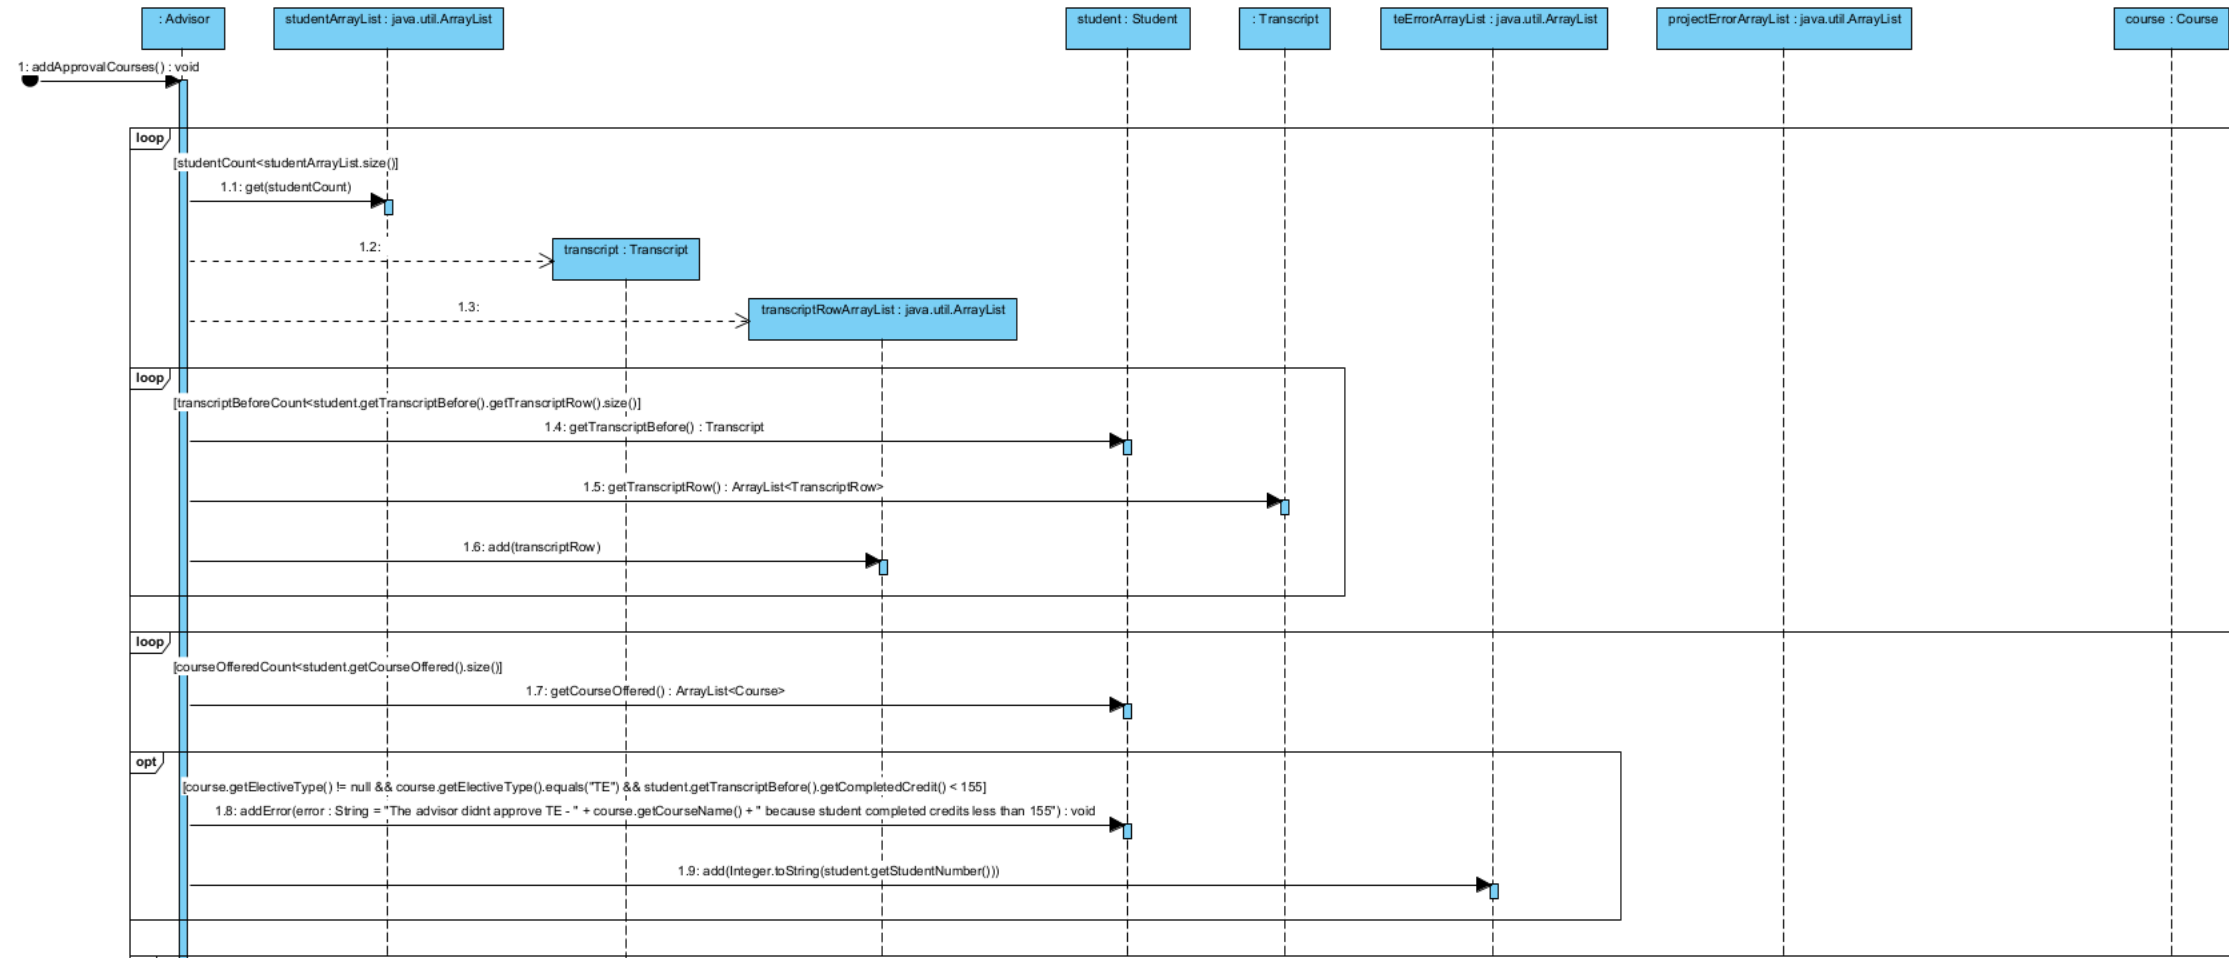 : Advisor
studentArrayList : java.util.ArrayList
student : Student
: Transcript
teErrorArrayList : java.util.ArrayList
projectErrorArrayList : java.util.ArrayList
course : Course
1: addApprovalCourses() : void
loop
[studentCount<studentArrayList.size()]
1.1: get(studentCount)
1.2:
transcript : Transcript
1.3:
transcriptRowArrayList : java.util.ArrayList
loop
[transcriptBeforeCount<student.getTranscriptBefore().getTranscriptRow().size()]
1.4: getTranscriptBefore() : Transcript
1.5: getTranscriptRow() : ArrayList<TranscriptRow>
1.6: add(transcriptRow)
loop
[courseOfferedCount<student.getCourseOffered().size()]
1.7: getCourseOffered() : ArrayList<Course>
opt
[course.getElectiveType() != null && course.getElectiveType().equals("TE") && student.getTranscriptBefore().getCompletedCredit() < 155]
1.8: addError(error : String = "The advisor didnt approve TE - " + course.getCourseName() + " because student completed credits less than 155") : void
1.9: add(Integer.toString(student.getStudentNumber()))